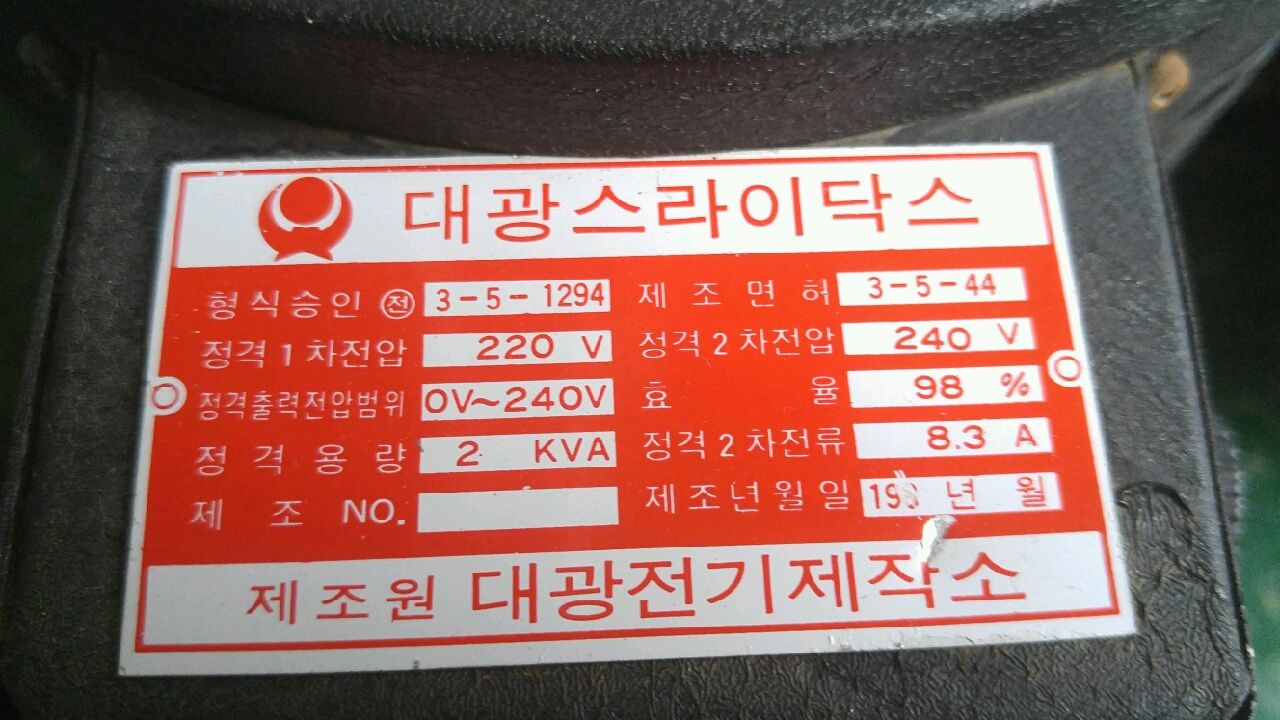 대광스라이닥스
형식승인 전 3-5-1294 제조면허 3-5-44
정격1차전압 220 V 정격2차전압 240 V
정격출력전압범위 0V~240V 효율 98 %
정격용량 2 KVA 정격2차전류 8.3 A
제조 NO. 제조년월일 199 년 월
제조원 대광전기제작소